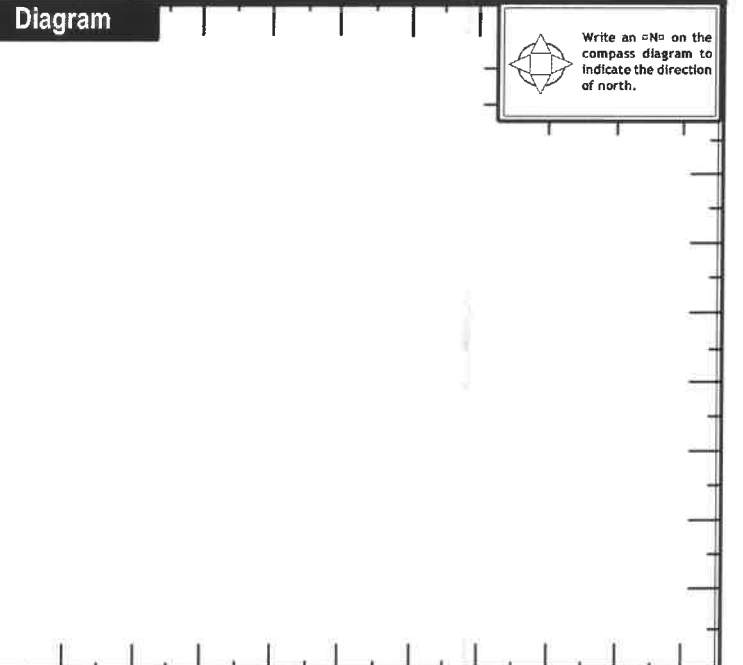 Diagram
Write an ¤N¤ on the
compass diagram to
indicate the direction
of north.